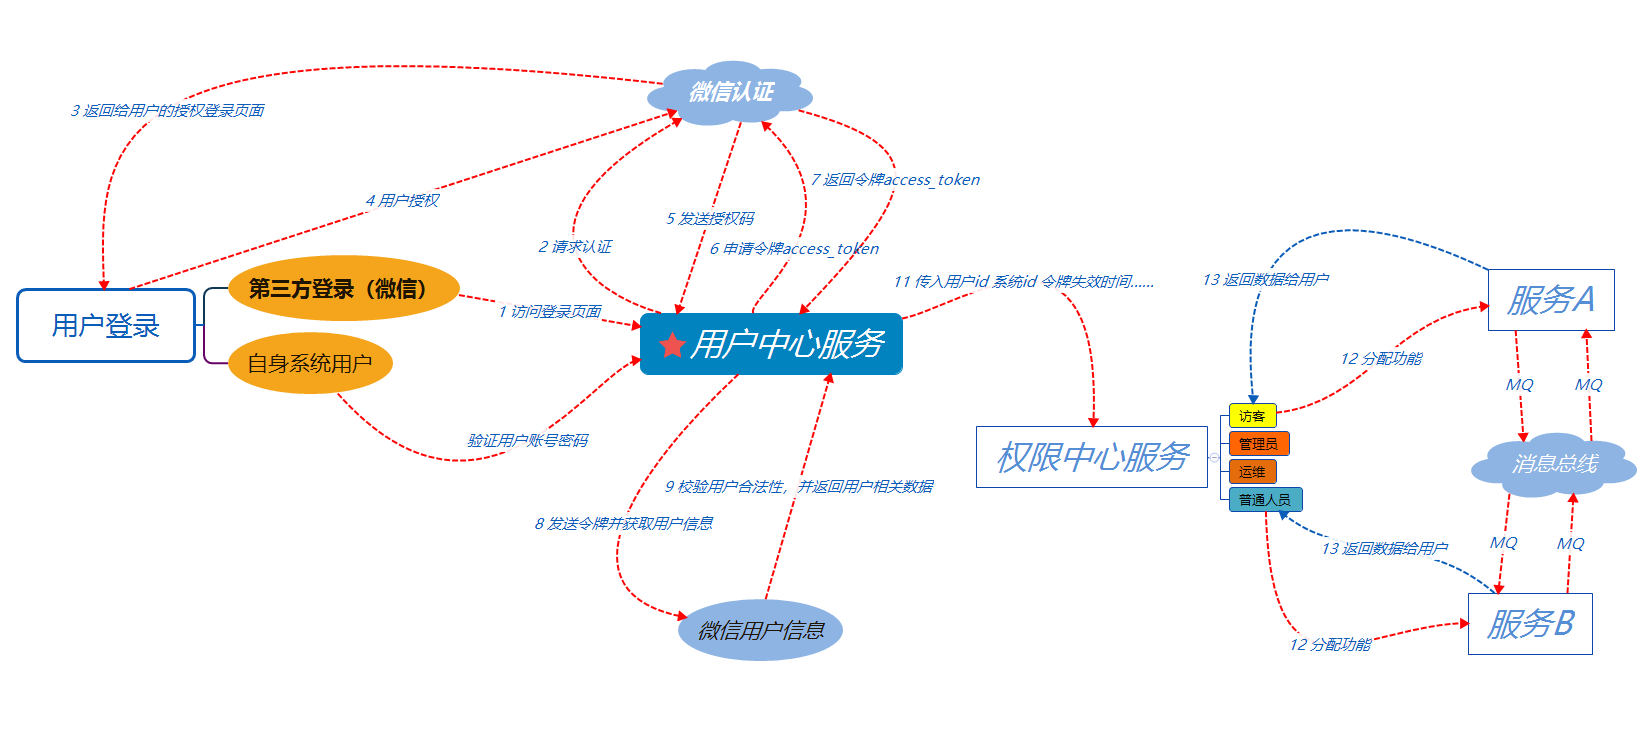 微信认证
3 返回给用户的授权登录页面
4 用户授权
7 返回令牌access_token
5 发送授权码
2 请求认证
6 申请令牌access_token
第三方登录（微信）
1 访问登录页面
用户登录
自身系统用户
用户中心服务
11 传入用户id 系统id 令牌失效时间......
验证用户账号密码
9 校验用户合法性，并返回用户相关数据
8 发送令牌并获取用户信息
微信用户信息
13 返回数据给用户
服务A
12 分配功能
MQ
MQ
访客
管理员
权限中心服务
运维
普通人员
消息总线
13 返回数据给用户
MQ
MQ
服务B
12 分配功能